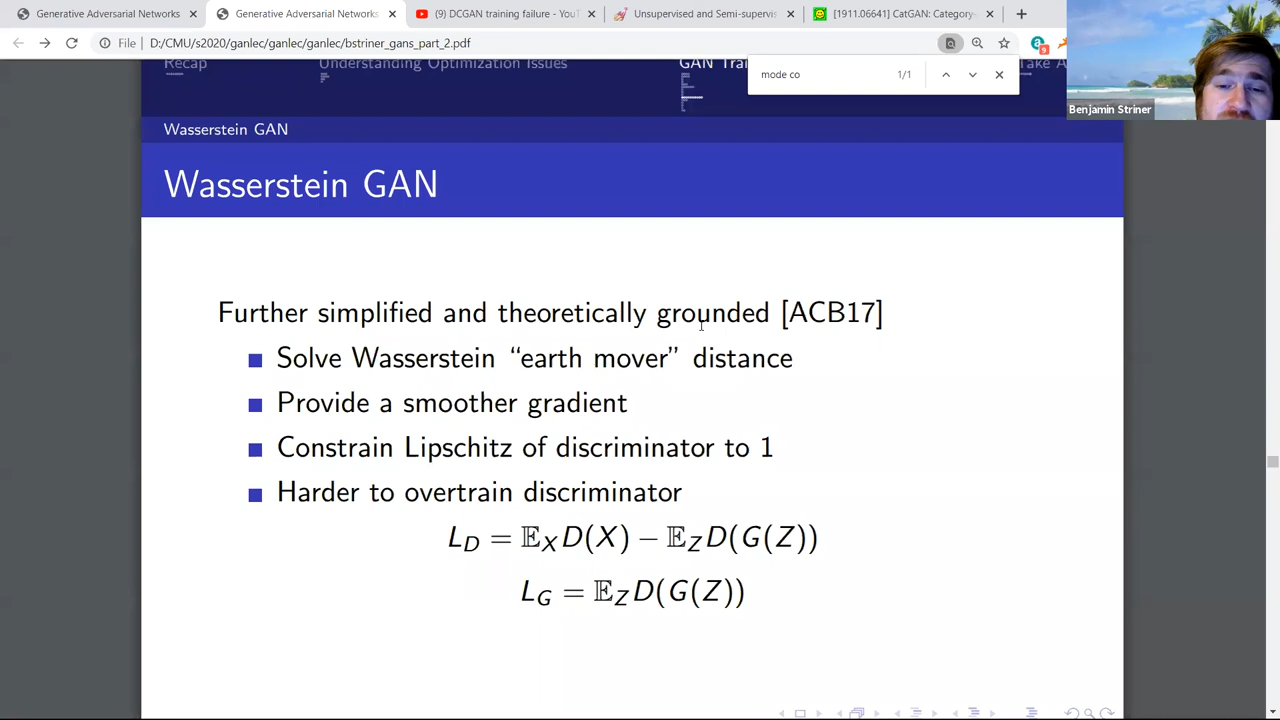 Generative Adversarial Networks
Generative Adversarial Networks
(9) DCGAN training failure - YouT
Unsupervised and Semi-supervis
[1911.06641] CatGAN: Category-
File
D:/CMU/s2020/ganlec/ganlec/ganlec/bstriner_gans_part_2.pdf
9
mode co
1/1
Benjamin Striner
Recap
Understanding Optimization Issues
GAN Trai
Take A
Wasserstein GAN
Wasserstein GAN
Further simplified and theoretically grounded [ACB17]
Solve Wasserstein “earth mover” distance
Provide a smoother gradient
Constrain Lipschitz of discriminator to 1
Harder to overtrain discriminator
L_D = 𝔼_X D(X) − 𝔼_Z D(G(Z))
L_G = 𝔼_Z D(G(Z))